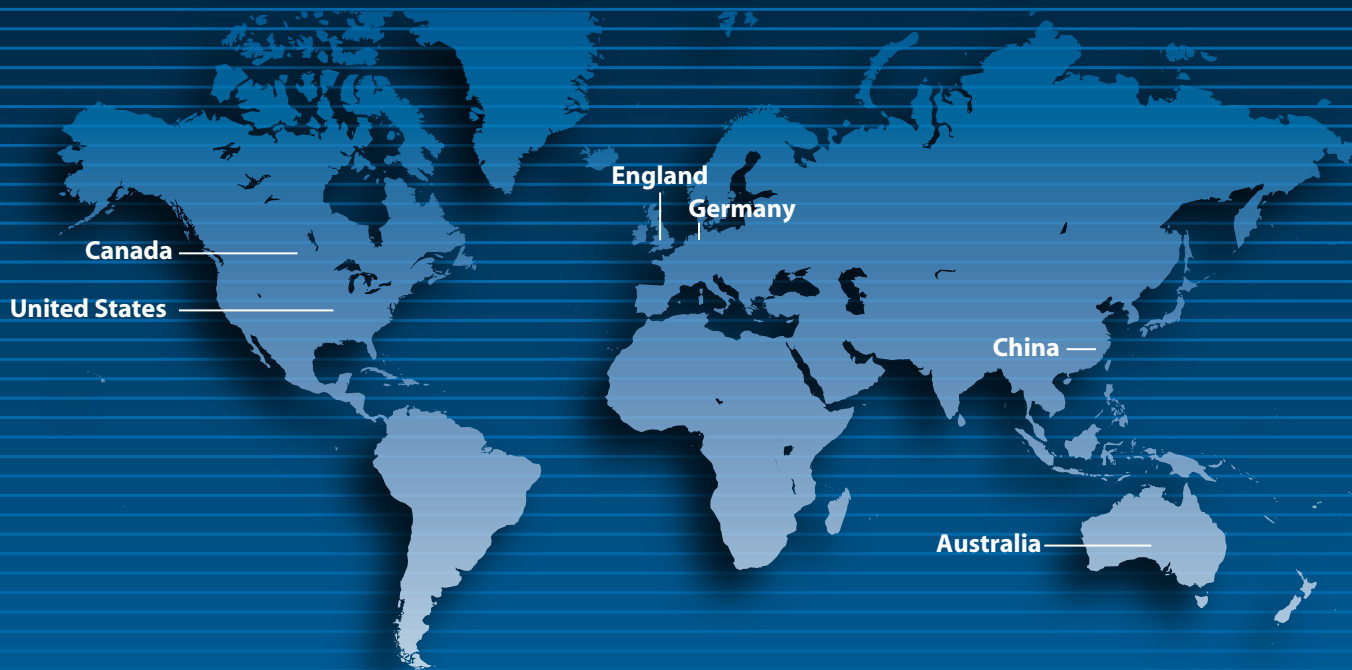 England
Germany
Canada
United States
China
Australia